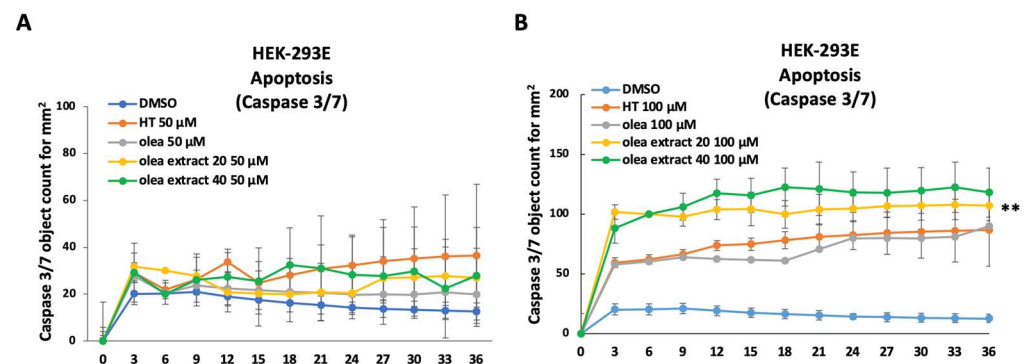 A
HEK-293E
Apoptosis
(Caspase 3/7)
Caspase 3/7 object count for mm²
100
80
60
40
20
0
DMSO
HT 50 µM
olea 50 µM
olea extract 20 50 µM
olea extract 40 50 µM
0 3 6 9 12 15 18 21 24 27 30 33 36
B
HEK-293E
Apoptosis
(Caspase 3/7)
Caspase 3/7 object count for mm²
200
150
100
50
0
DMSO
HT 100 µM
olea 100 µM
olea extract 20 100 µM
olea extract 40 100 µM
**
0 3 6 9 12 15 18 21 24 27 30 33 36